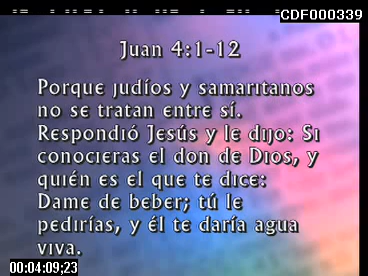 CDF000339
Juan 4:1-12
Porque judíos y samaritanos
no se tratan entre sí.
Respondió Jesús y le dijo: Si
conocieras el don de Dios, y
quién es el que te dice:
Dame de beber; tú le
pedirías, y él te daría agua
viva.
00:04:09;23